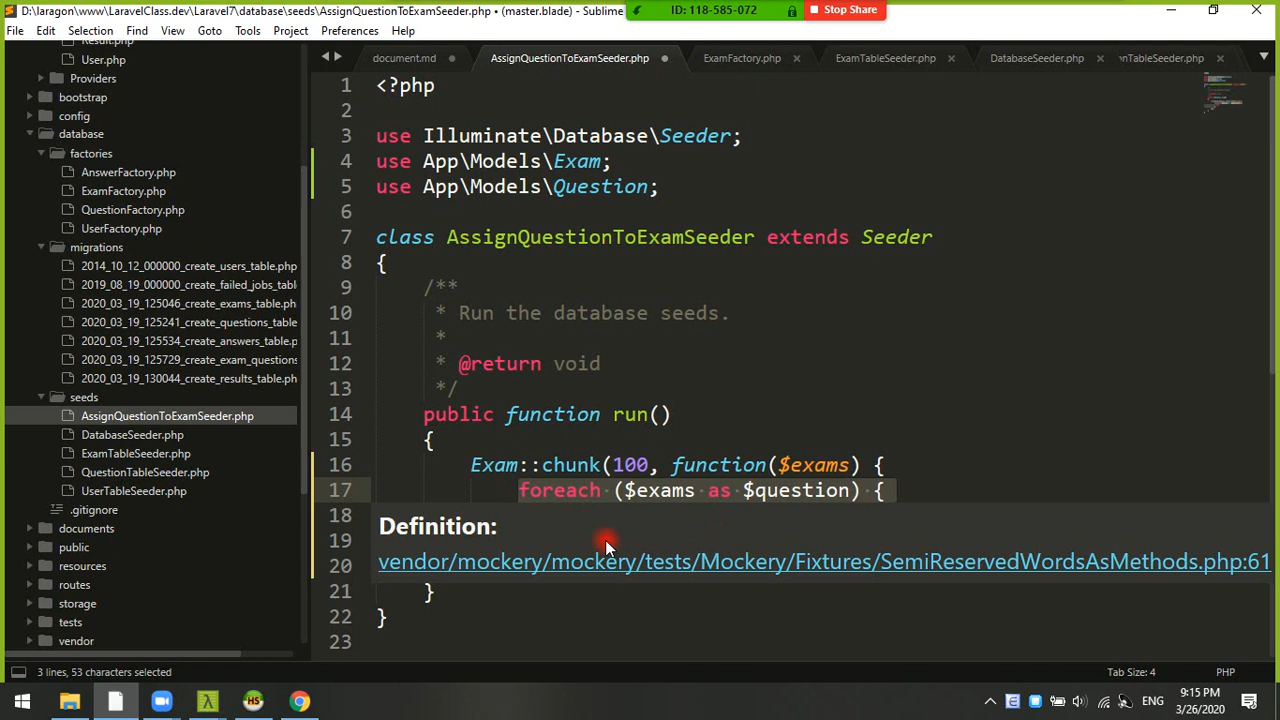 D:\laragon\www\LaravelClass.dev\Laravel7\database\seeds\AssignQuestionToExamSeeder.php • (master.blade) - Sublime
ID: 118-585-072
Stop Share
File Edit Selection Find View Goto Tools Project Preferences Help
Result.php
User.php
Providers
bootstrap
config
database
factories
AnswerFactory.php
ExamFactory.php
QuestionFactory.php
UserFactory.php
migrations
2014_10_12_000000_create_users_table.php
2019_08_19_000000_create_failed_jobs_tabl
2020_03_19_125046_create_exams_table.ph
2020_03_19_125241_create_questions_table
2020_03_19_125534_create_answers_table.p
2020_03_19_125729_create_exam_questions
2020_03_19_130044_create_results_table.ph
seeds
AssignQuestionToExamSeeder.php
DatabaseSeeder.php
ExamTableSeeder.php
QuestionTableSeeder.php
UserTableSeeder.php
.gitignore
documents
public
resources
routes
storage
tests
vendor
document.md AssignQuestionToExamSeeder.php ExamFactory.php ExamTableSeeder.php DatabaseSeeder.php nTableSeeder.php
1 <?php
2
3 use Illuminate\Database\Seeder;
4 use App\Models\Exam;
5 use App\Models\Question;
6
7 class AssignQuestionToExamSeeder extends Seeder
8 {
9 /**
10 * Run the database seeds.
11 *
12 * @return void
13 */
14 public function run()
15 {
16 Exam::chunk(100, function($exams) {
17 foreach ($exams as $question) {
18
19
20
Definition:
vendor/mockery/mockery/tests/Mockery/Fixtures/SemiReservedWordsAsMethods.php:61
21 }
22 }
23
3 lines, 53 characters selected
Tab Size: 4
PHP
ENG
9:15 PM
3/26/2020